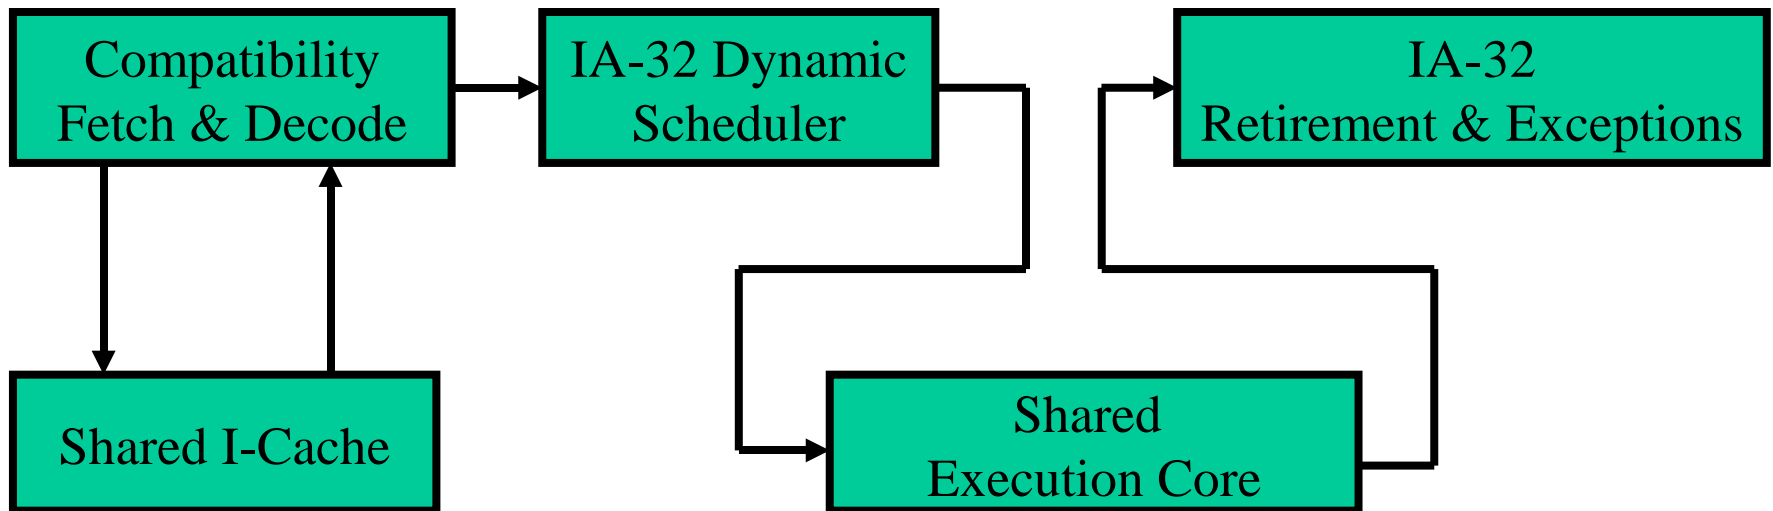 Compatibility
Fetch & Decode
IA-32 Dynamic
Scheduler
IA-32
Retirement & Exceptions
Shared I-Cache
Shared
Execution Core